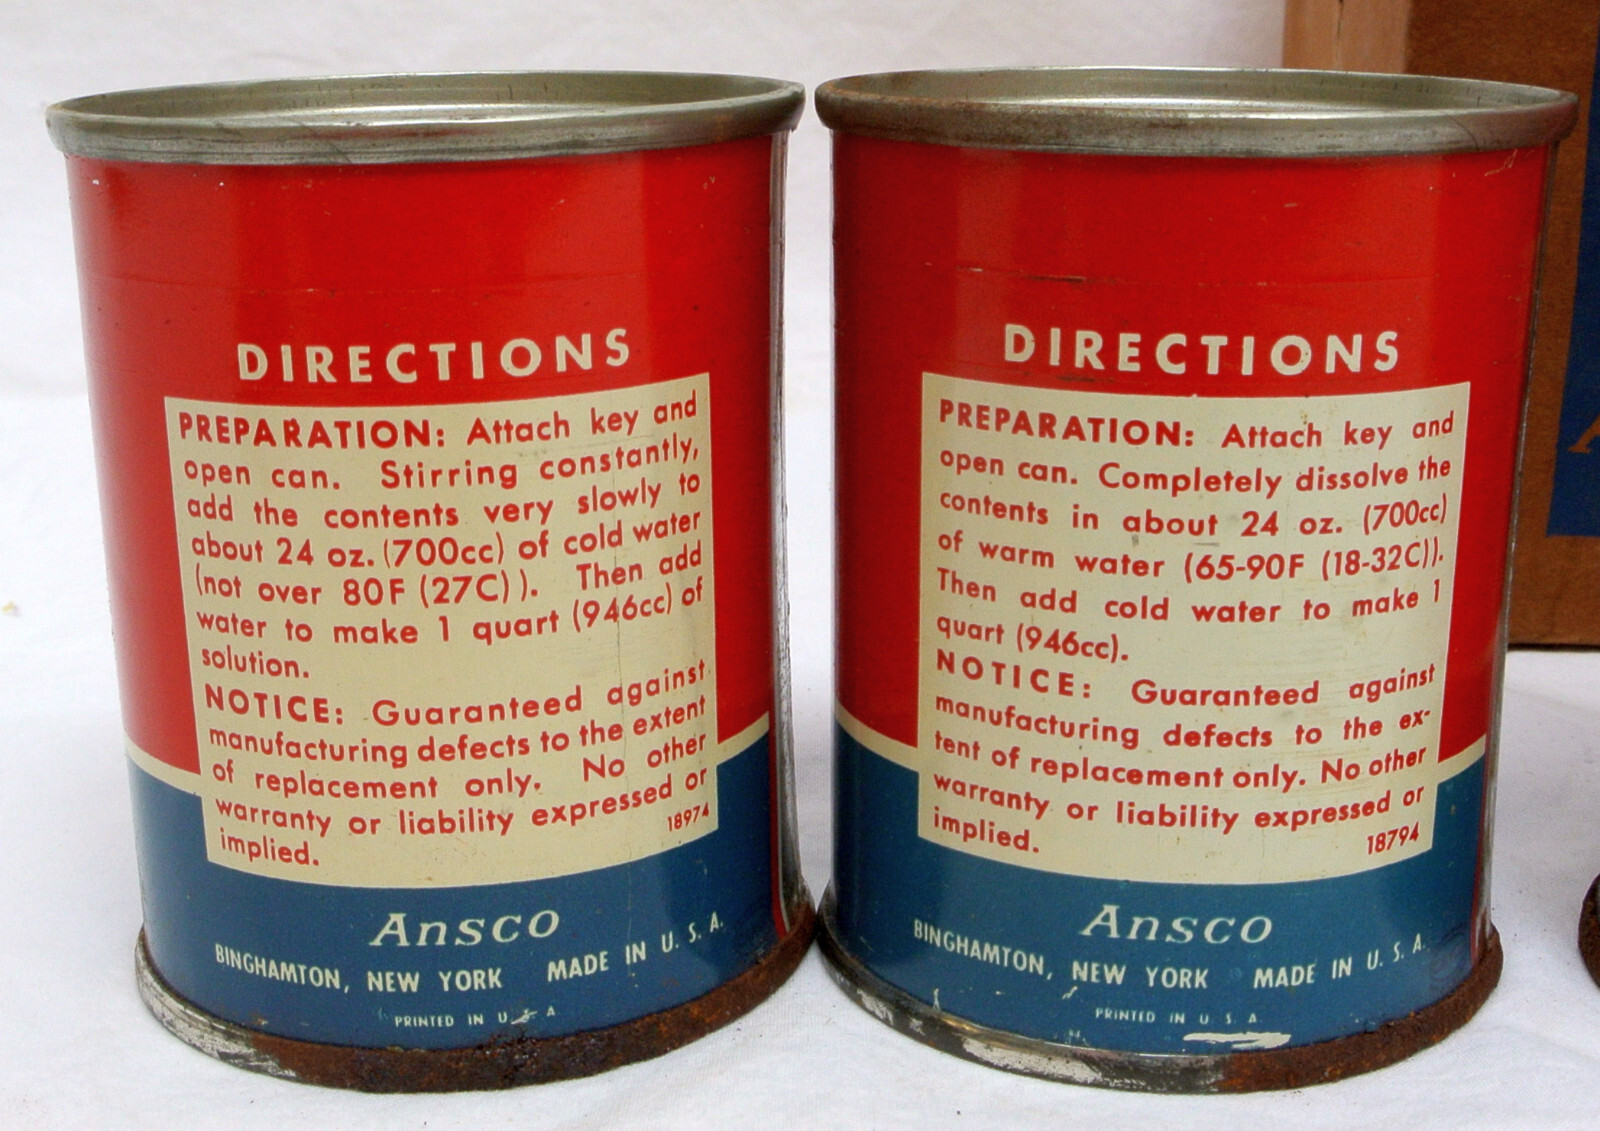 DIRECTIONS
PREPARATION: Attach key and
open can. Stirring constantly,
add the contents very slowly to
about 24 oz. (700cc) of cold water
(not over 80F (27C) ). Then add
water to make 1 quart (946cc) of
solution.
NOTICE: Guaranteed against
manufacturing defects to the extent
of replacement only. No other
warranty or liability expressed or
implied. 18974
Ansco
BINGHAMTON, NEW YORK MADE IN U. S. A.
PRINTED IN U S A
DIRECTIONS
PREPARATION: Attach key and
open can. Completely dissolve the
contents in about 24 oz. (700cc)
of warm water (65-90F (18-32C)).
Then add cold water to make 1
quart (946cc).
NOTICE: Guaranteed against
manufacturing defects to the ex-
tent of replacement only. No other
warranty or liability expressed or
implied. 18794
Ansco
BINGHAMTON, NEW YORK MADE IN U. S. A.
PRINTED IN U. S. A.